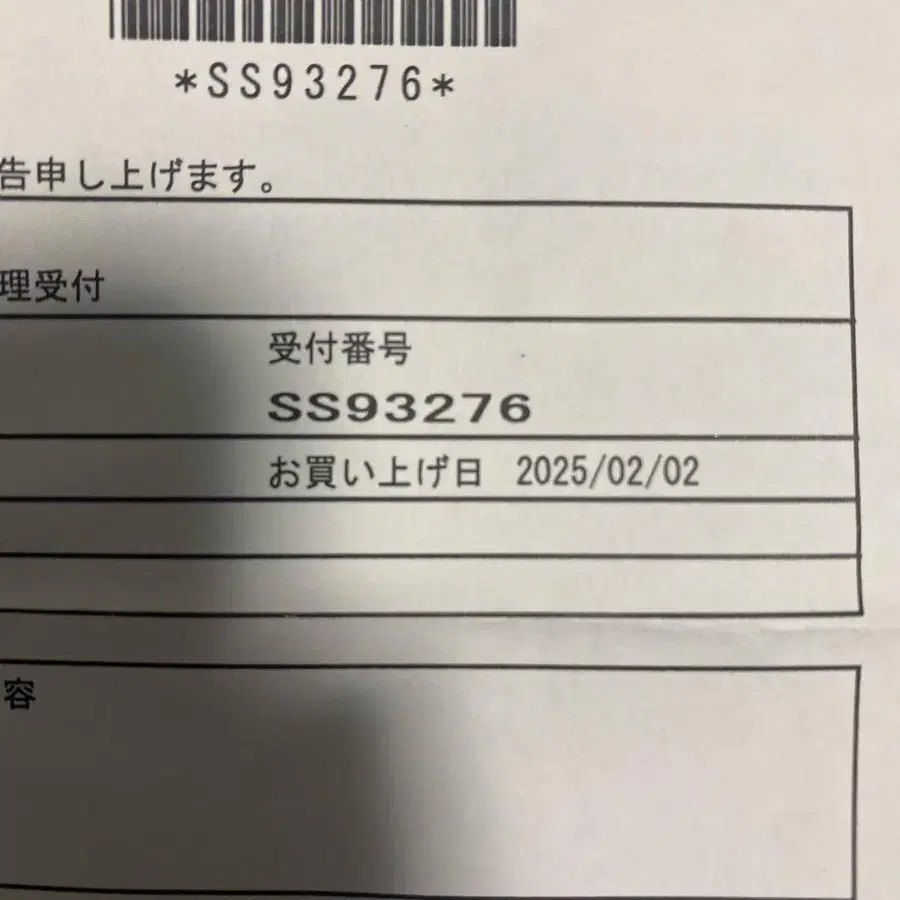 *SS93276*
告申し上げます。
理受付
受付番号
SS93276
お買い上げ日 2025/02/02
容